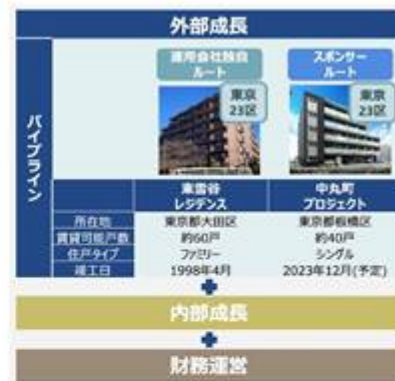 外部成長
パイプライン
運用会社独自
ルート
スポンサー
ルート
東京
23区
東京
23区
東雪谷
レジデンス
中丸町
プロジェクト
所在地 東京都大田区 東京都板橋区
賃貸可能戸数 約60戸 約40戸
住戸タイプ ファミリー シングル
竣工日 1998年4月 2023年12月(予定)
内部成長
財務運営